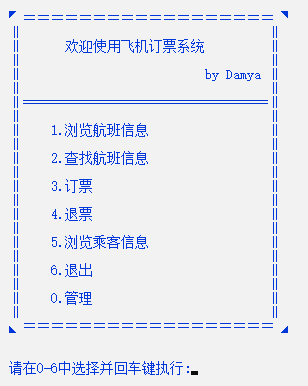 欢迎使用飞机订票系统
by Damya
1.浏览航班信息
2.查找航班信息
3.订票
4.退票
5.浏览乘客信息
6.退出
0.管理
请在0-6中选择并回车键执行: